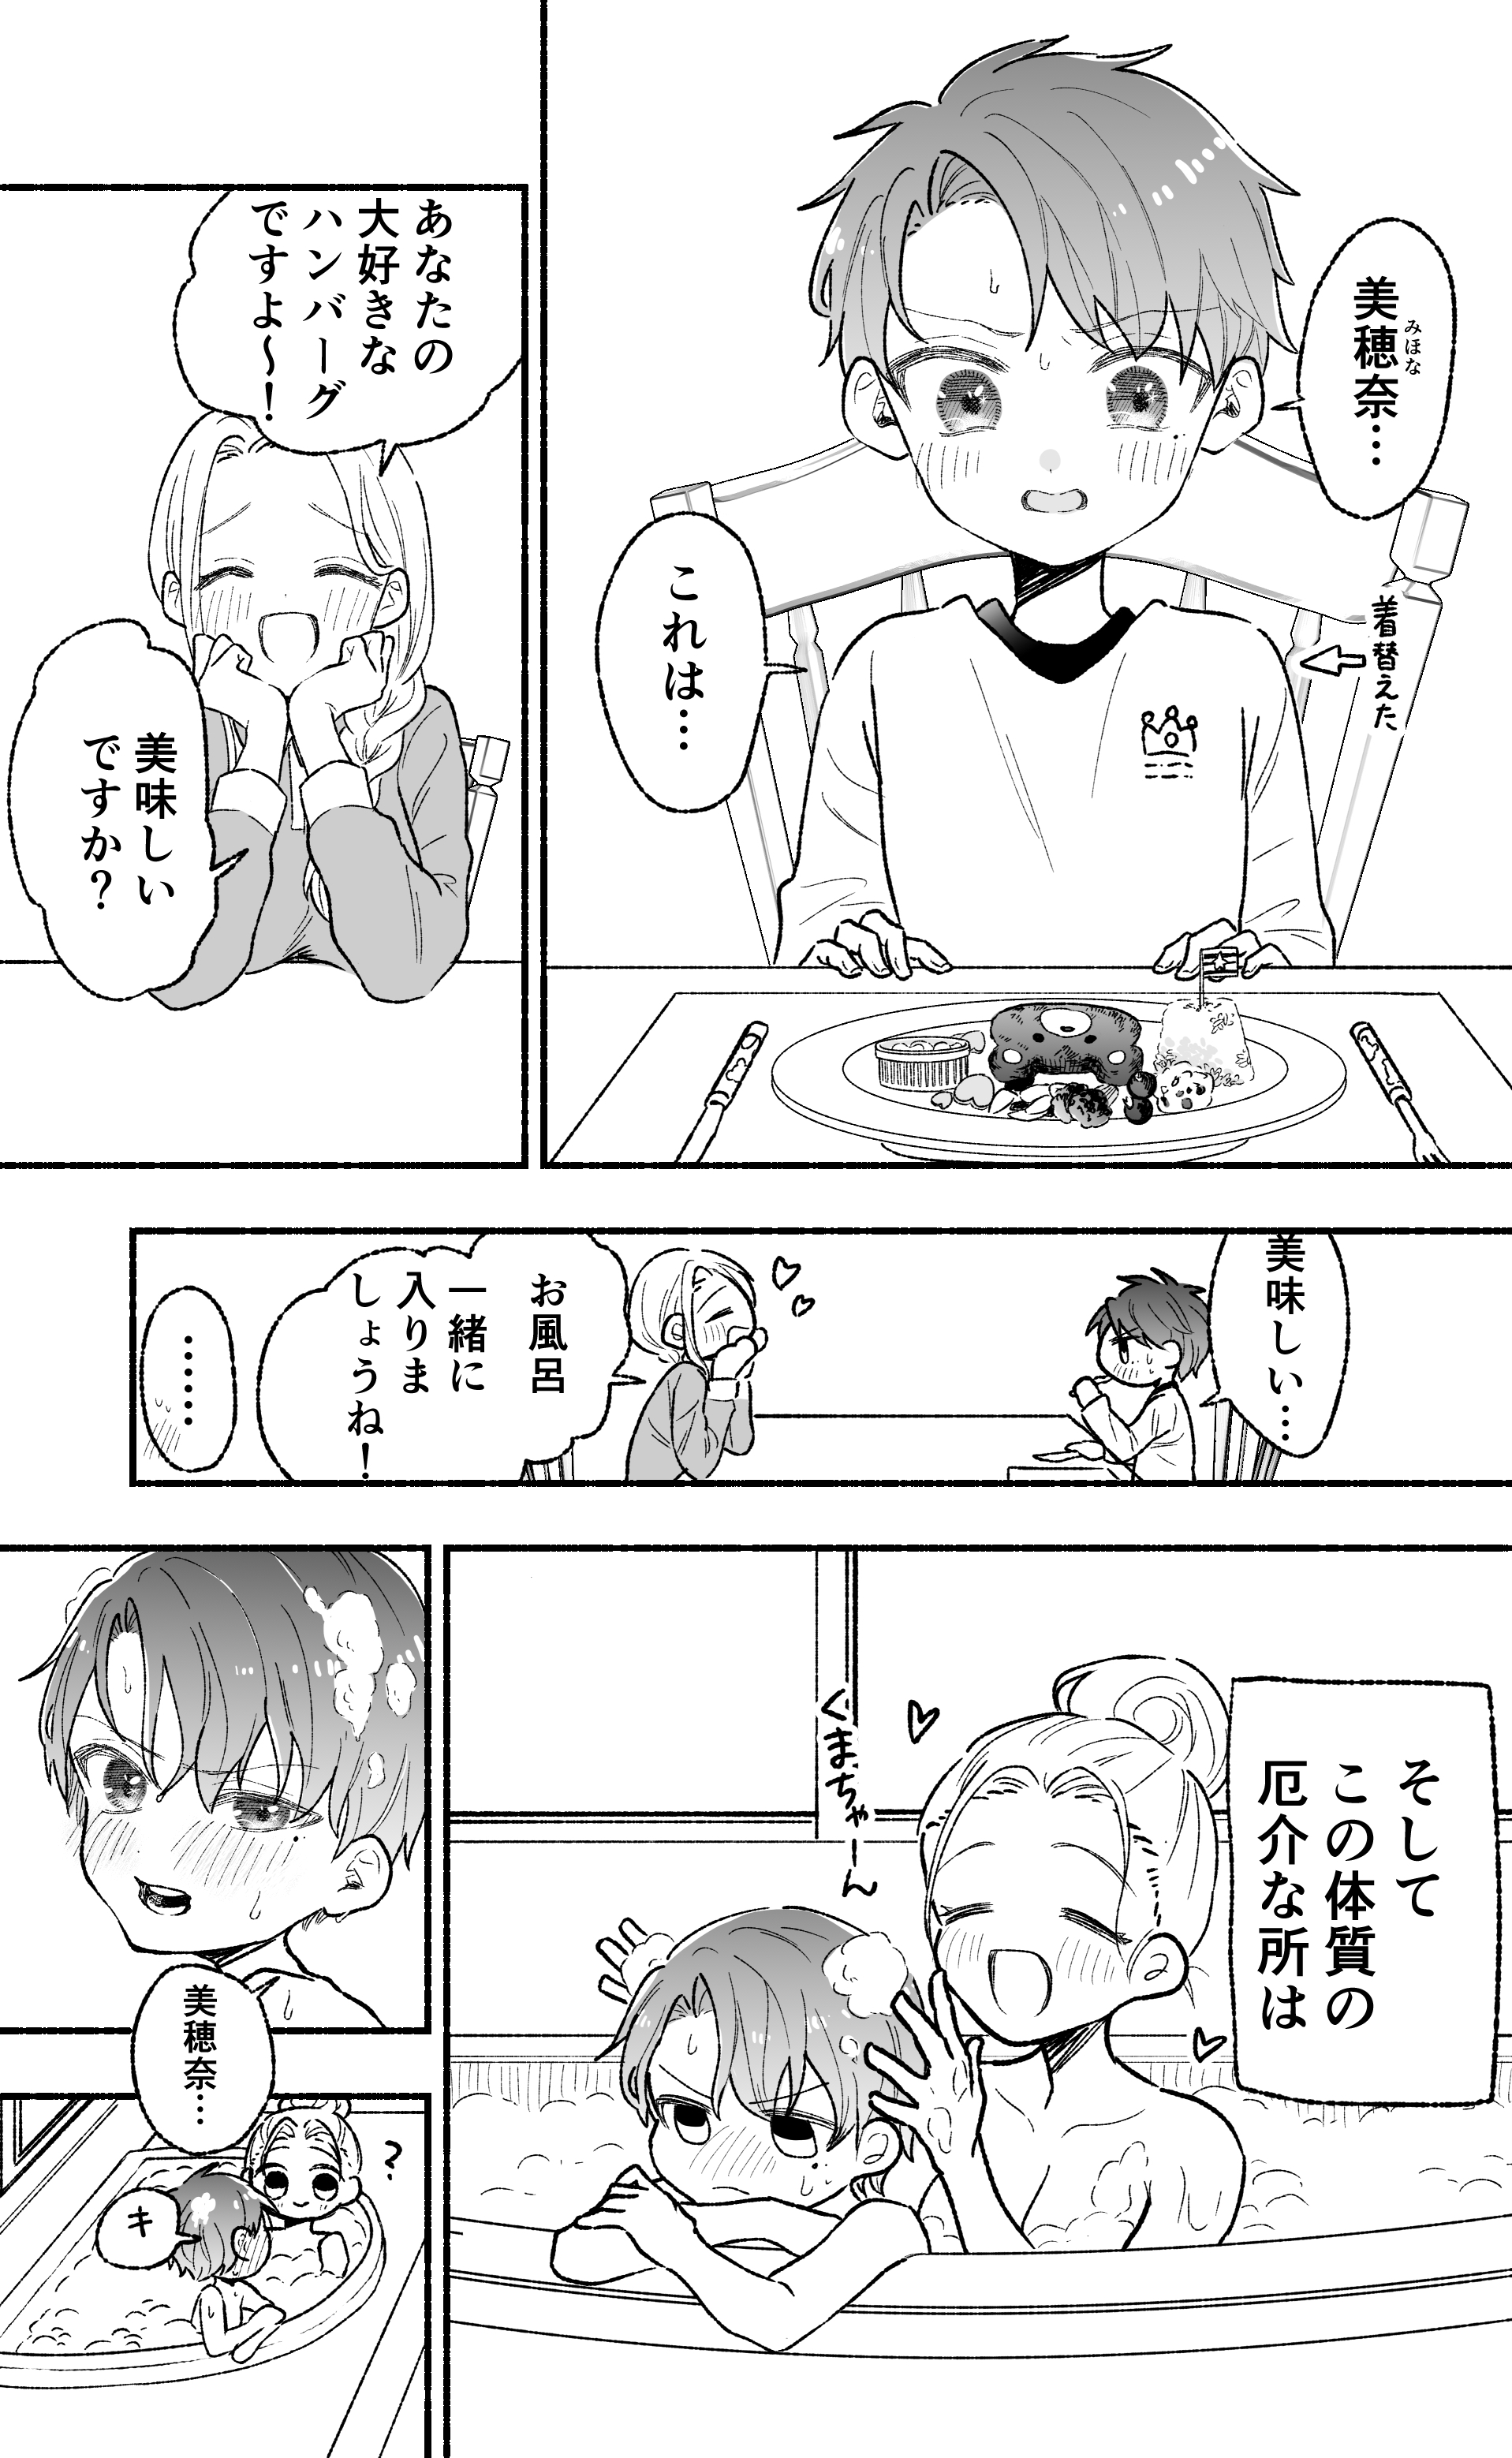 美穂奈…
みほな
着替えた
これは…
あなたの
大好きな
ハンバーグ
ですよ～!
美味しい
ですか?
美味しい…
お風呂
一緒に
入りま
しょうね!
……
そして
この体質の
厄介な所は
くまちゃーん
美穂奈…
?
キ